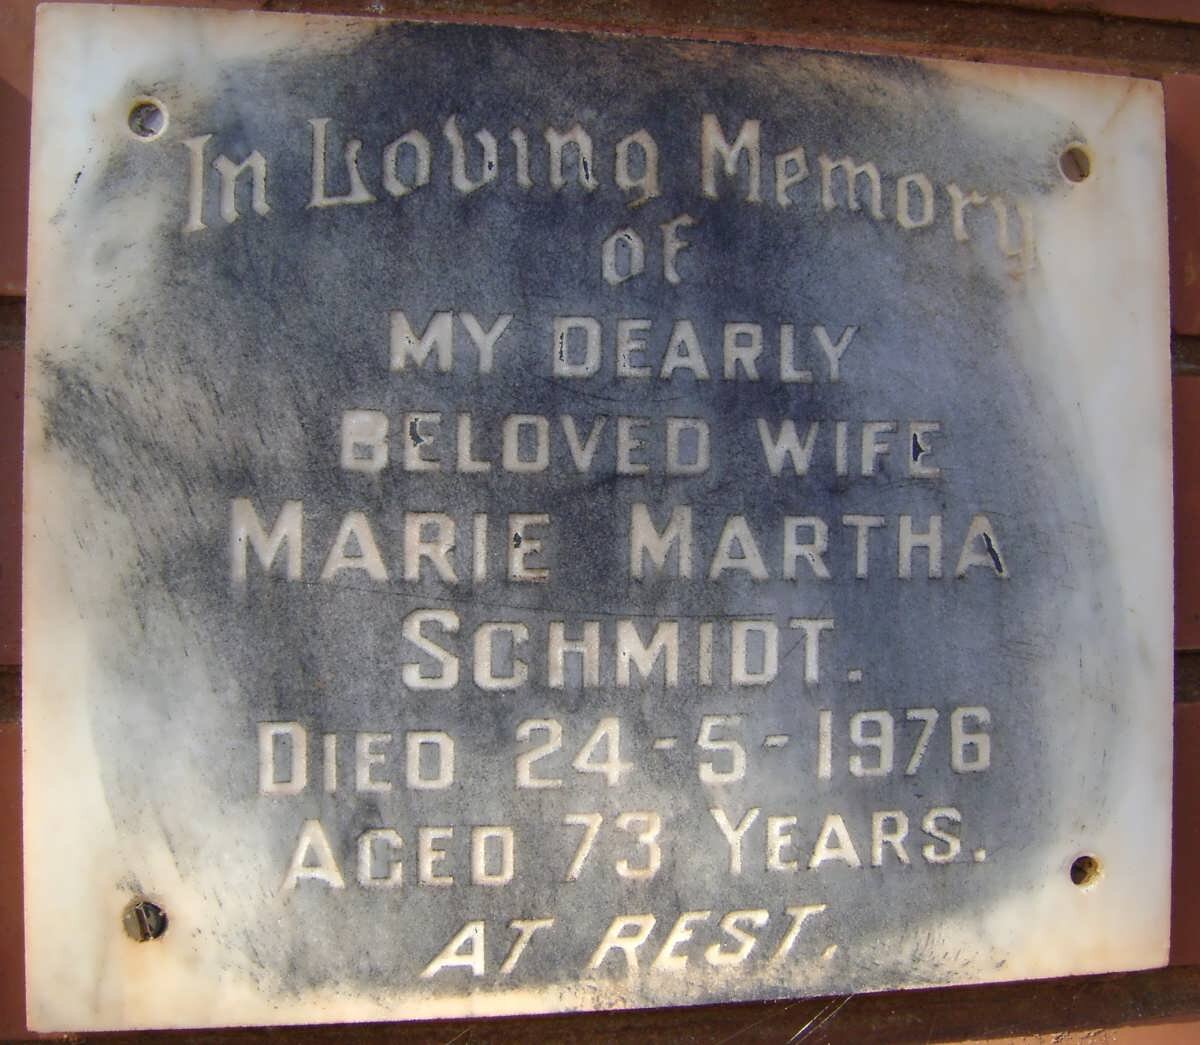 In Loving Memory
of
MY DEARLY
BELOVED WIFE
MARIE MARTHA
SCHMIDT.
DIED 24-5-1976
AGED 73 YEARS.
AT REST.